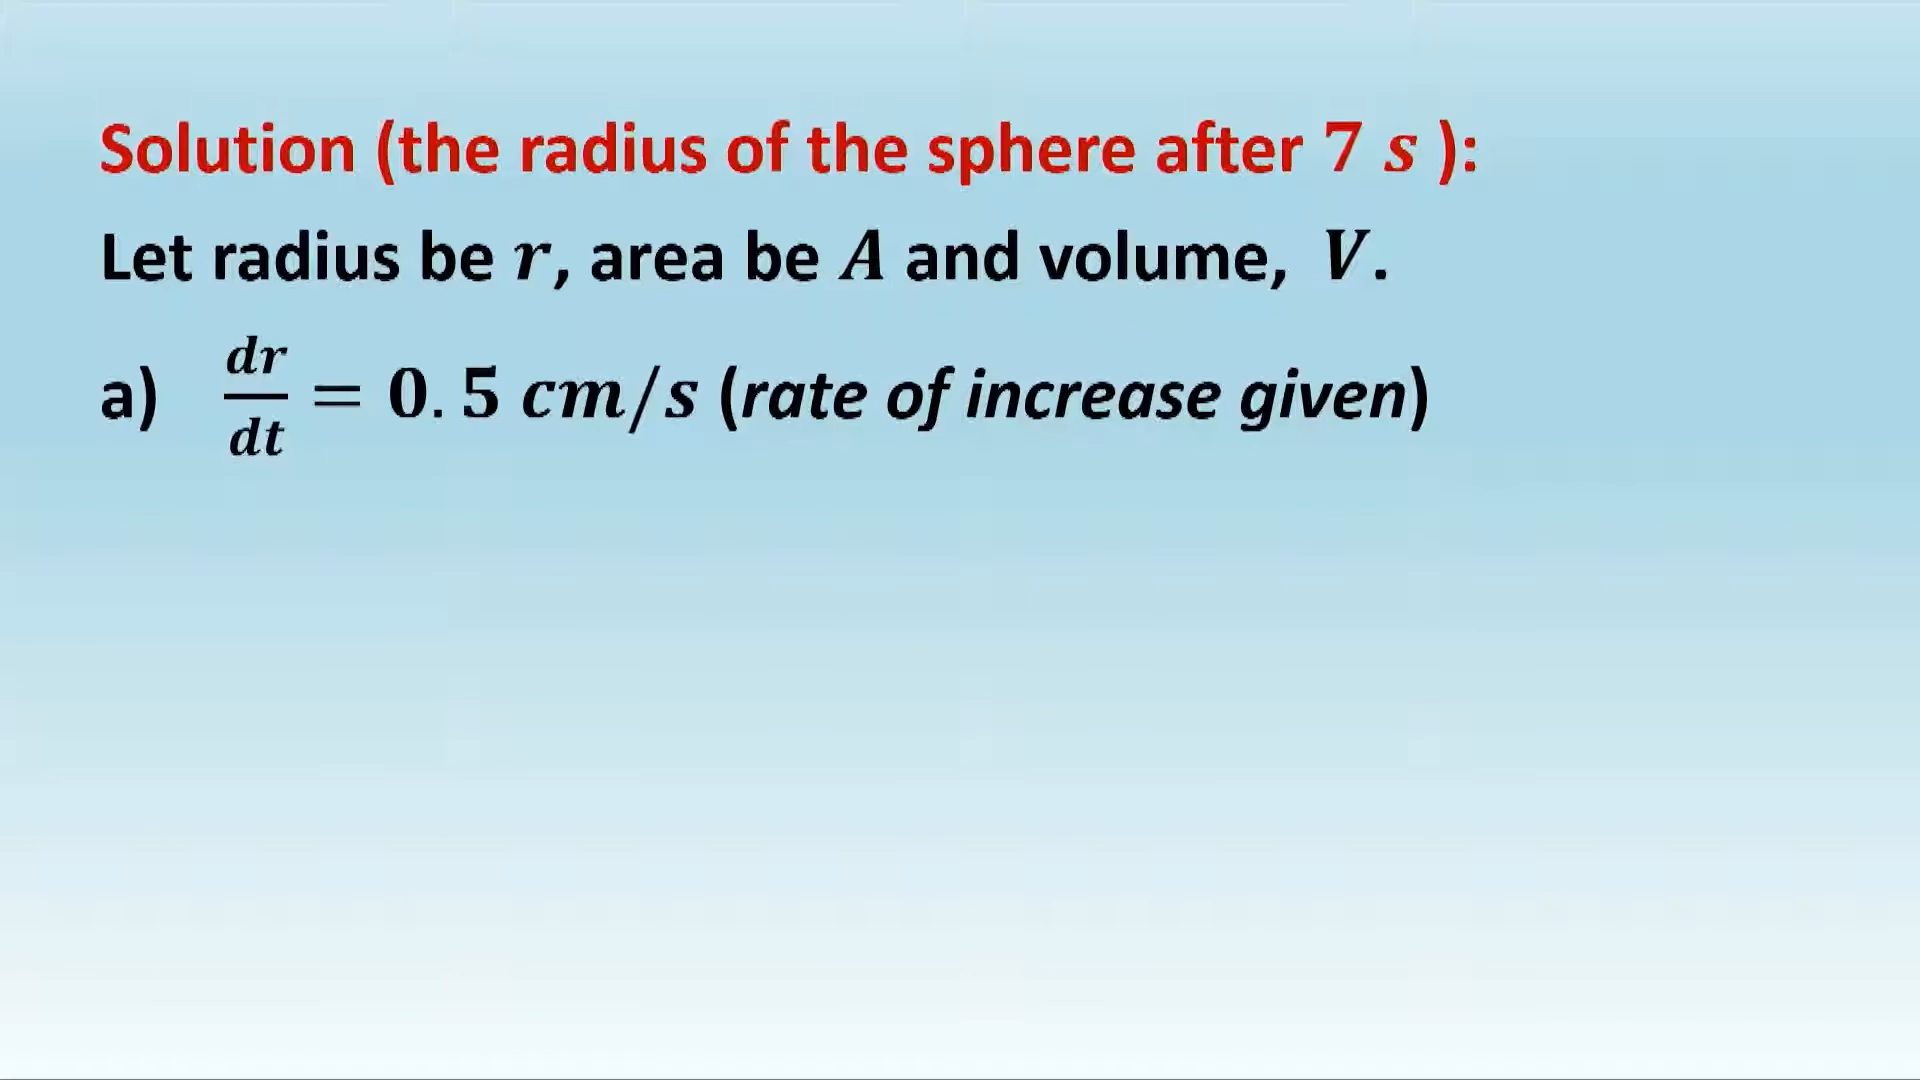 Solution (the radius of the sphere after 7 s ):
Let radius be r, area be A and volume, V.
a) dr/dt = 0.5 cm/s (rate of increase given)